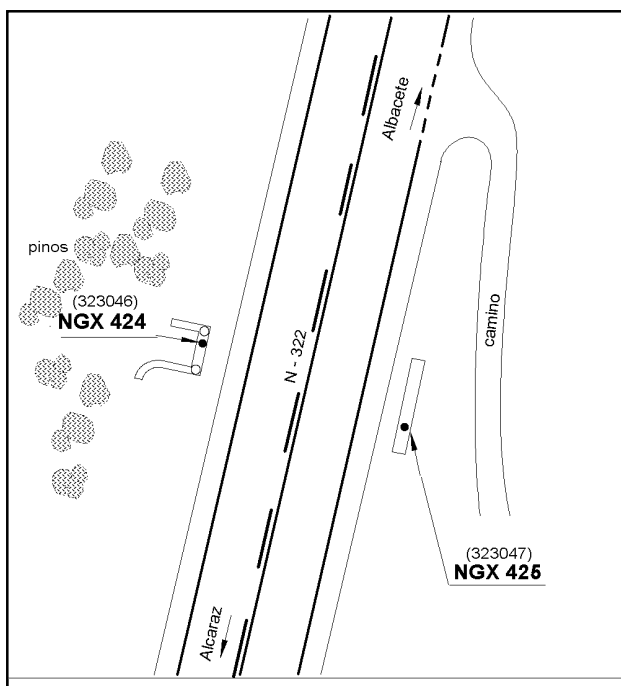 Albacete
pinos
(323046)
NGX 424
N - 322
camino
(323047)
NGX 425
Alcaraz